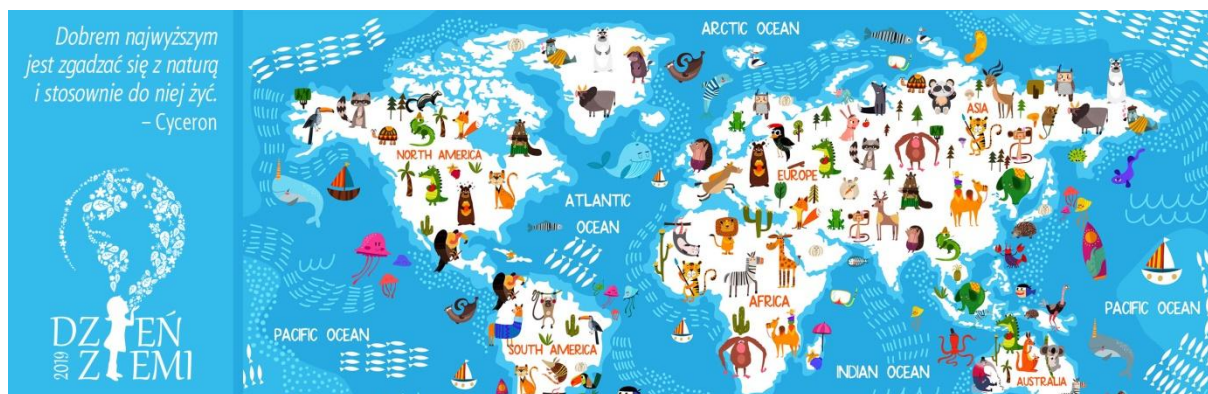 Dobrem najwyższym
jest zgadzać się z naturą
i stosownie do niej żyć.
– Cyceron
2019
DZIEŃ
ZIEMI
ARCTIC OCEAN
NORTH AMERICA
ASIA
EUROPE
ATLANTIC
OCEAN
AFRICA
PACIFIC OCEAN
SOUTH AMERICA
INDIAN OCEAN
PACIFIC OCEAN
AUSTRALIA